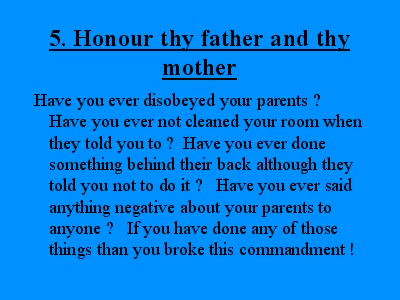 5. Honour thy father and thy
mother
Have you ever disobeyed your parents ?
Have you ever not cleaned your room when
they told you to ?  Have you ever done
something behind their back although they
told you not to do it ?   Have you ever said
anything negative about your parents to
anyone ?   If you have done any of those
things than you broke this commandment !